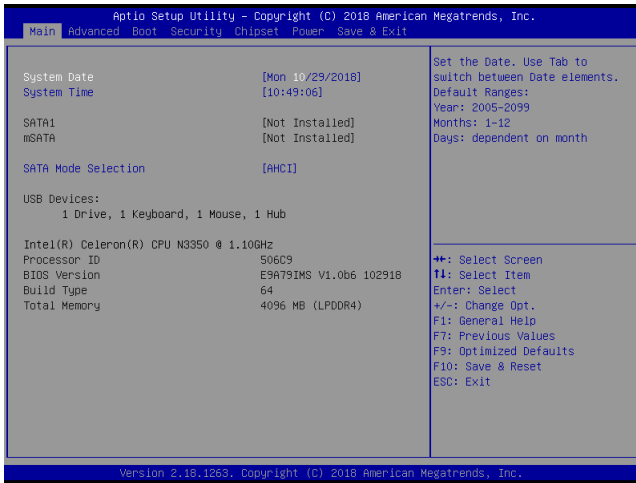 Aptio Setup Utility – Copyright (C) 2018 American Megatrends, Inc.
Main Advanced Boot Security Chipset Power Save & Exit
System Date [Mon 10/29/2018]
System Time [10:49:06]
SATA1 [Not Installed]
mSATA [Not Installed]
SATA Mode Selection [AHCI]
USB Devices:
1 Drive, 1 Keyboard, 1 Mouse, 1 Hub
Intel(R) Celeron(R) CPU N3350 @ 1.10GHz
Processor ID 506C9
BIOS Version E9A79IMS V1.0b6 102918
Build Type 64
Total Memory 4096 MB (LPDDR4)
Set the Date. Use Tab to
switch between Date elements.
Default Ranges:
Year: 2005-2099
Months: 1-12
Days: dependent on month
→←: Select Screen
↑↓: Select Item
Enter: Select
+/-: Change Opt.
F1: General Help
F7: Previous Values
F9: Optimized Defaults
F10: Save & Reset
ESC: Exit
Version 2.18.1263. Copyright (C) 2018 American Megatrends, Inc.